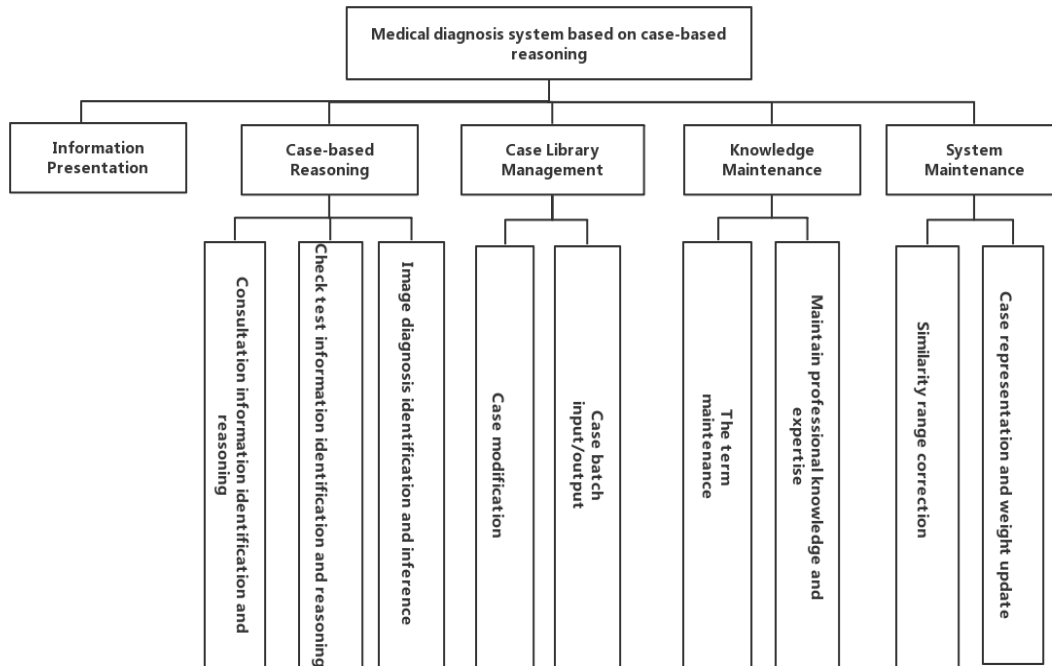 Medical diagnosis system based on case-based
reasoning
Information
Presentation
Case-based
Reasoning
Case Library
Management
Knowledge
Maintenance
System
Maintenance
Consultation information identification and
reasoning
Check test information identification and reasoning
Image diagnosis identification and inference
Case modification
Case batch
input/output
The term
maintenance
Maintain professional knowledge and
expertise
Similarity range correction
Case representation and weight update